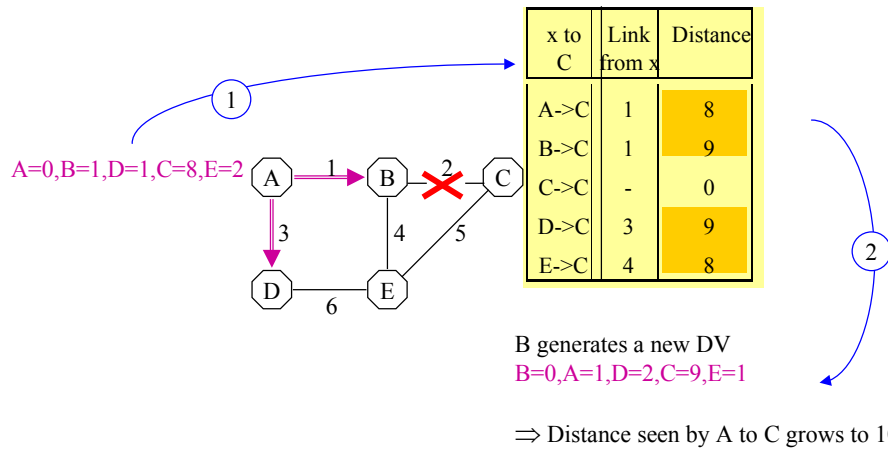 x to C Link from x Distance
1
A->C 1 8
A=0,B=1,D=1,C=8,E=2 A 1 B 2 C
B->C 1 9
C->C - 0
3 4 5
D->C 3 9
2
E->C 4 8
D 6 E
B generates a new DV
B=0,A=1,D=2,C=9,E=1
⇒ Distance seen by A to C grows to